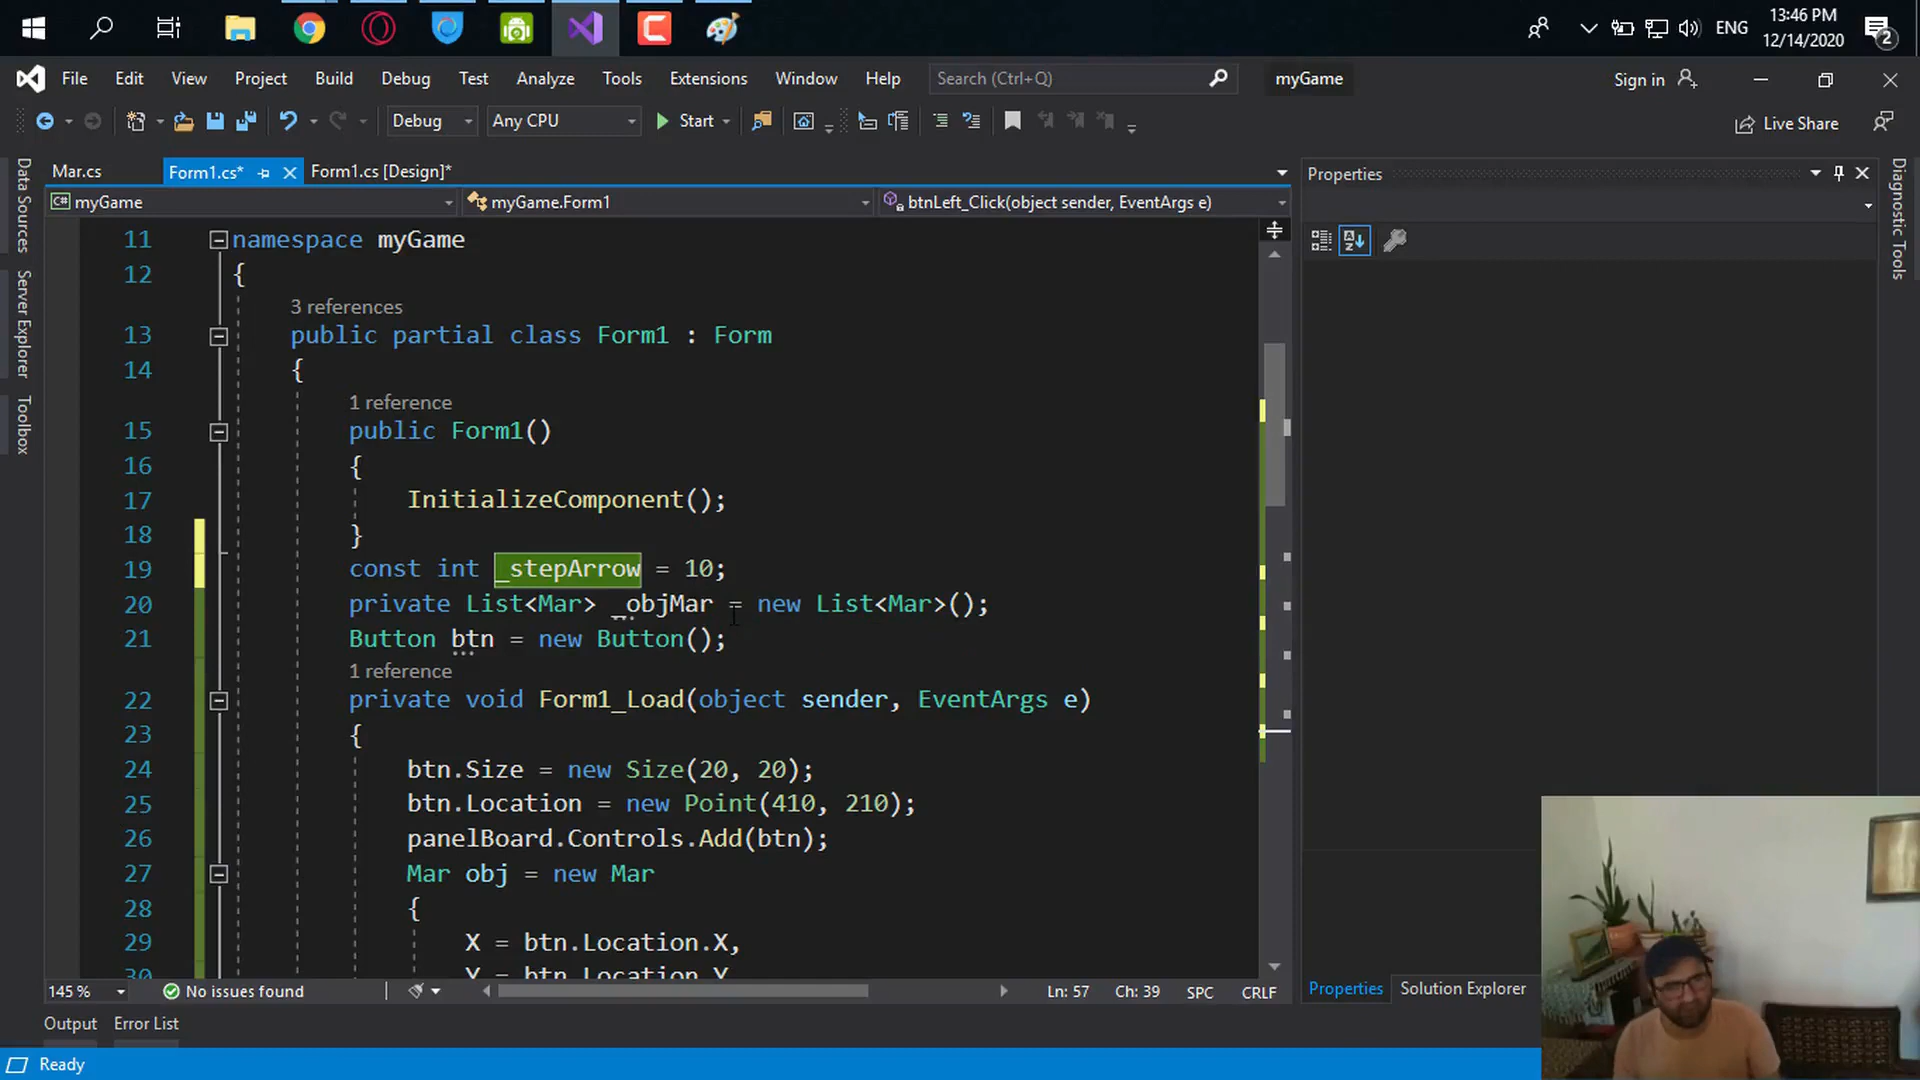 ENG
13:46 PM
12/14/2020
2
File Edit View Project Build Debug Test Analyze Tools Extensions Window Help Search (Ctrl+Q) myGame Sign in
Debug Any CPU Start Live Share
Mar.cs Form1.cs* Form1.cs [Design]*
C# myGame myGame.Form1 btnLeft_Click(object sender, EventArgs e)
Properties
Data Sources
Server Explorer
Toolbox
Diagnostic Tools
11 namespace myGame
12 {
3 references
13 public partial class Form1 : Form
14 {
1 reference
15 public Form1()
16 {
17 InitializeComponent();
18 }
19 const int _stepArrow = 10;
20 private List<Mar> _objMar = new List<Mar>();
21 Button btn = new Button();
1 reference
22 private void Form1_Load(object sender, EventArgs e)
23 {
24 btn.Size = new Size(20, 20);
25 btn.Location = new Point(410, 210);
26 panelBoard.Controls.Add(btn);
27 Mar obj = new Mar
28 {
29 X = btn.Location.X,
30 Y = btn.Location.Y
145 % No issues found Ln: 57 Ch: 39 SPC CRLF
Properties Solution Explorer
Output Error List
Ready